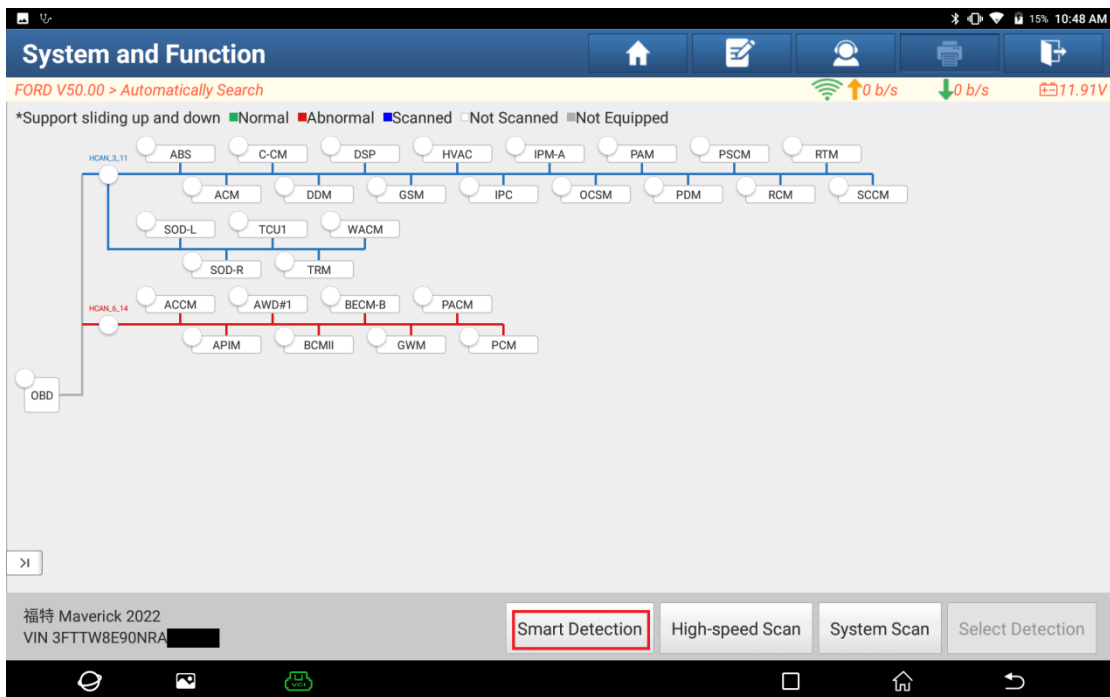 15% 10:48 AM
System and Function
FORD V50.00 > Automatically Search
0 b/s
0 b/s
11.91V
*Support sliding up and down Normal Abnormal Scanned Not Scanned Not Equipped
HCAN_3_11
ABS C-CM DSP HVAC IPM-A PAM PSCM RTM
ACM DDM GSM IPC OCSM PDM RCM SCCM
SOD-L TCU1 WACM
SOD-R TRM
HCAN_6_14
ACCM AWD#1 BECM-B PACM
APIM BCMII GWM PCM
OBD
福特 Maverick 2022
VIN 3FTTW8E90NRA
Smart Detection High-speed Scan System Scan Select Detection
VCI